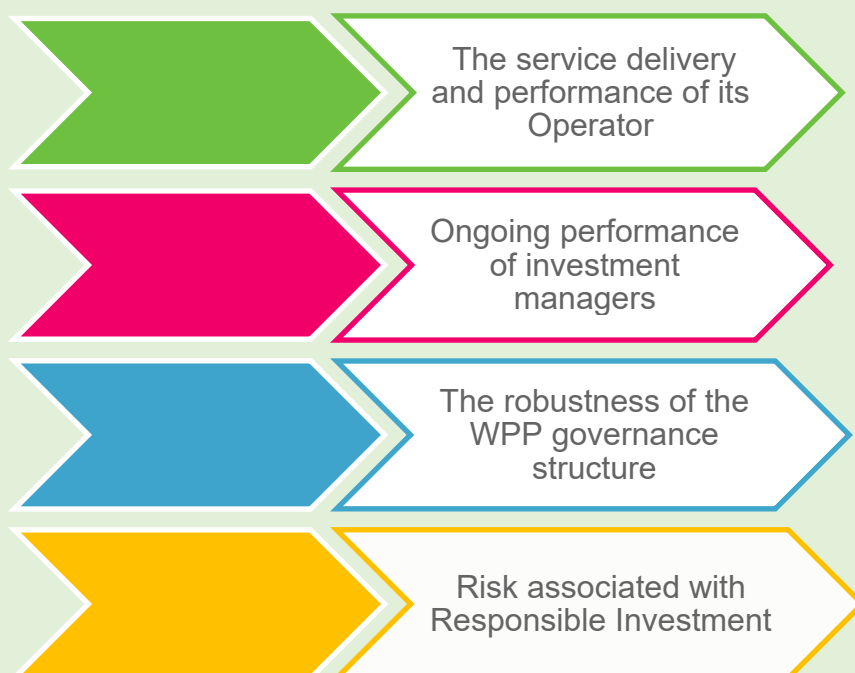 The service delivery
and performance of its
Operator
Ongoing performance
of investment
managers
The robustness of the
WPP governance
structure
Risk associated with
Responsible Investment